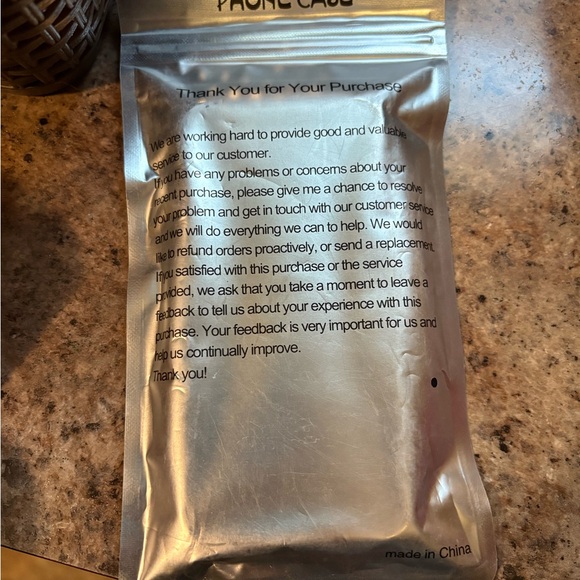 PHONE CASE
Thank You for Your Purchase
We are working hard to provide good and valuable
service to our customer.
If you have any problems or concerns about your
recent purchase, please give me a chance to resolve
your problem and get in touch with our customer service
and we will do everything we can to help. We would
like to refund orders proactively, or send a replacement.
If you satisfied with this purchase or the service
provided, we ask that you take a moment to leave a
feedback to tell us about your experience with this
purchase. Your feedback is very important for us and
help us continually improve.
Thank you!
made in China